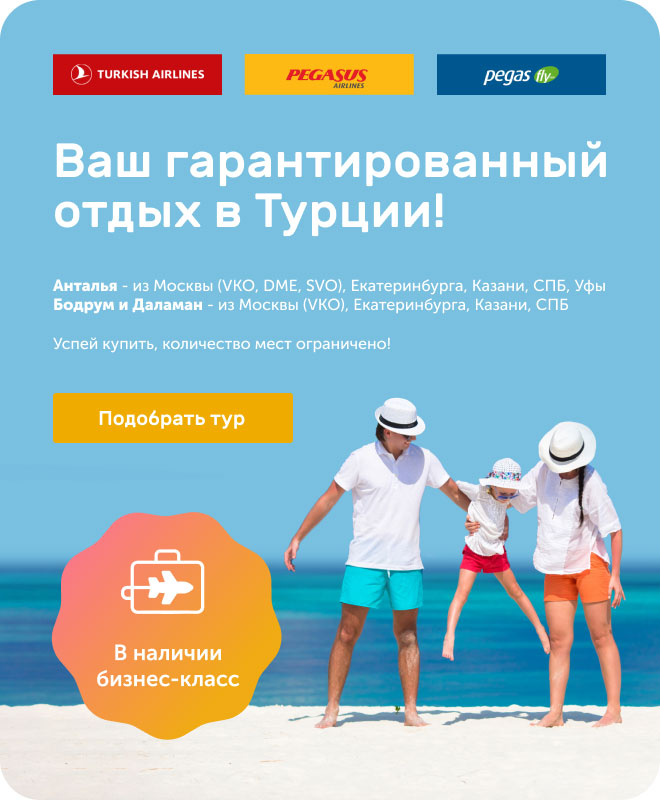 TURKISH AIRLINES
PEGASUS
AIRLINES
pegas fly
Ваш гарантированный
отдых в Турции!
Анталья - из Москвы (VKO, DME, SVO), Екатеринбурга, Казани, СПБ, Уфы
Бодрум и Даламан - из Москвы (VKO), Екатеринбурга, Казани, СПБ
Успей купить, количество мест ограничено!
Подобрать тур
В наличии
бизнес-класс